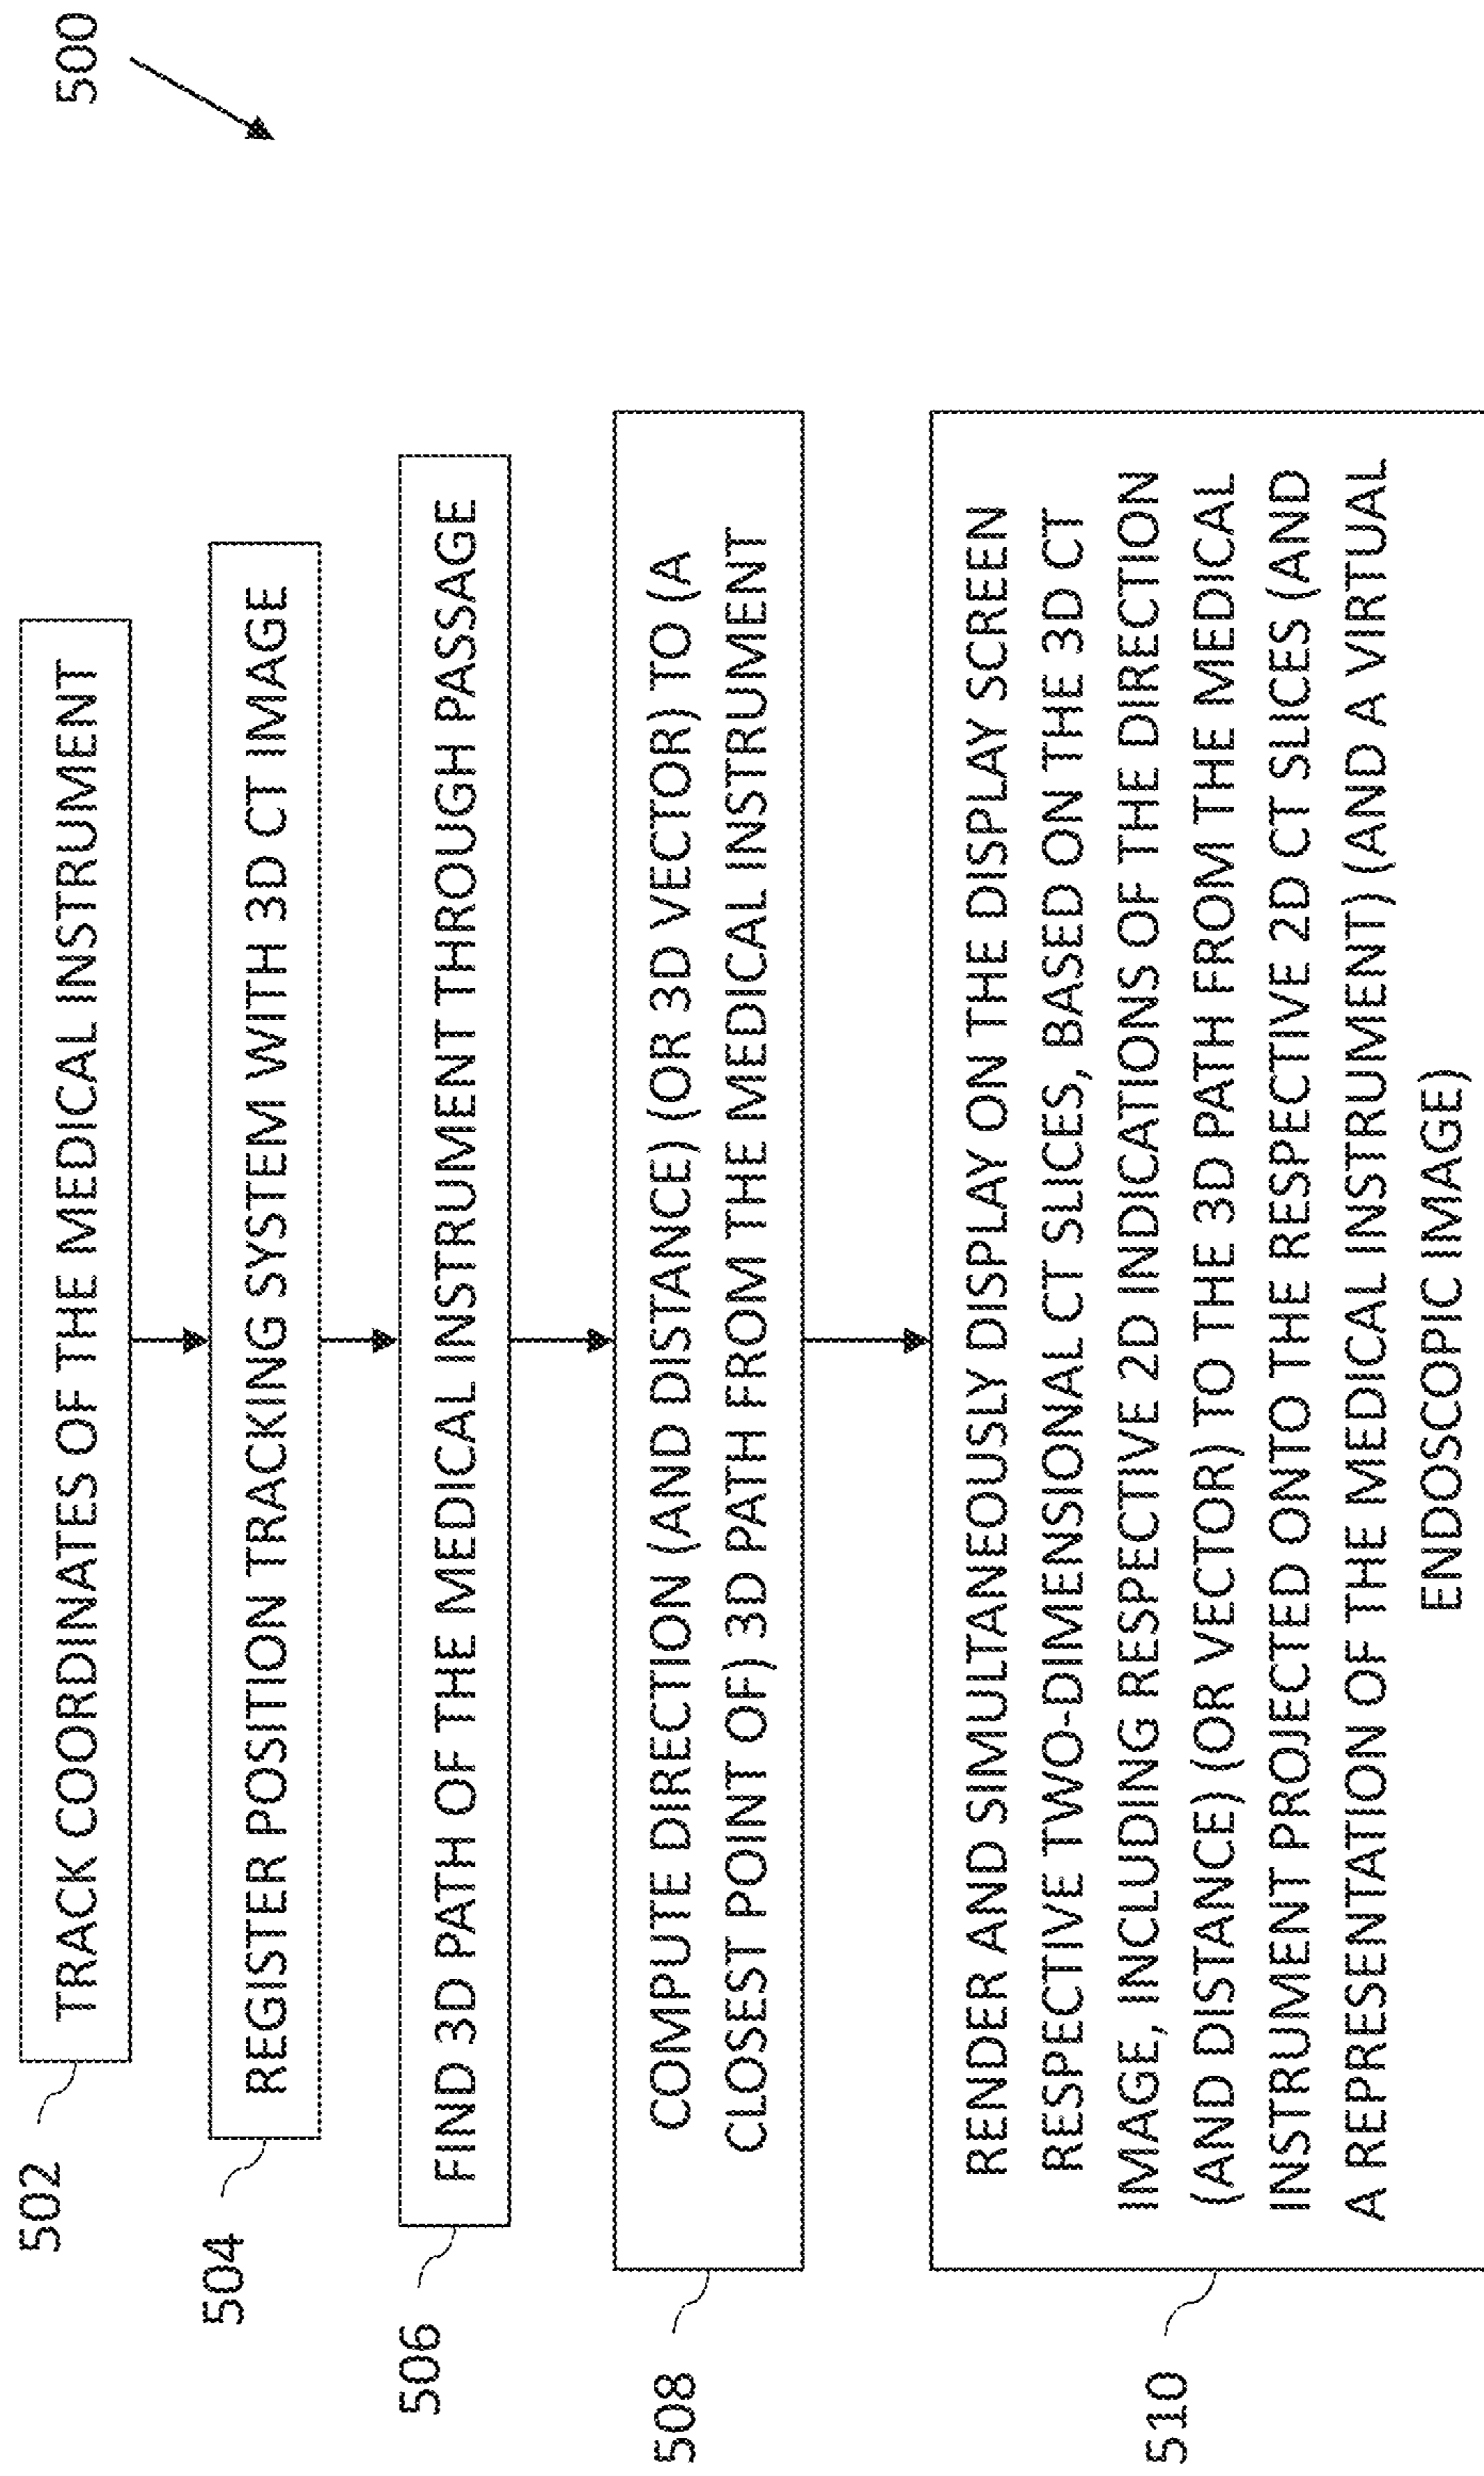 500
502
TRACK COORDINATES OF THE MEDICAL INSTRUMENT
504
REGISTER POSITION TRACKING SYSTEM WITH 3D CT IMAGE
506
FIND 3D PATH OF THE MEDICAL INSTRUMENT THROUGH PASSAGE
508
COMPUTE DIRECTION (AND DISTANCE) (OR 3D VECTOR) TO (A
CLOSEST POINT OF) 3D PATH FROM THE MEDICAL INSTRUMENT
510
RENDER AND SIMULTANEOUSLY DISPLAY ON THE DISPLAY SCREEN
RESPECTIVE TWO-DIMENSIONAL CT SLICES, BASED ON THE 3D CT
IMAGE, INCLUDING RESPECTIVE 2D INDICATIONS OF THE DIRECTION
(AND DISTANCE) (OR VECTOR) TO THE 3D PATH FROM THE MEDICAL
INSTRUMENT PROJECTED ONTO THE RESPECTIVE 2D CT SLICES (AND
A REPRESENTATION OF THE MEDICAL INSTRUMENT) (AND A VIRTUAL
ENDOSCOPIC IMAGE)